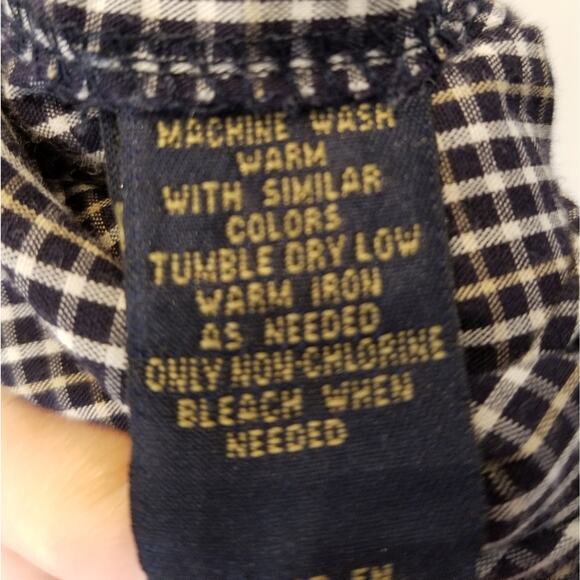 MACHINE WASH
WARM
WITH SIMILAR
COLORS
TUMBLE DRY LOW
WARM IRON
AS NEEDED
ONLY NON-CHLORINE
BLEACH WHEN
NEEDED